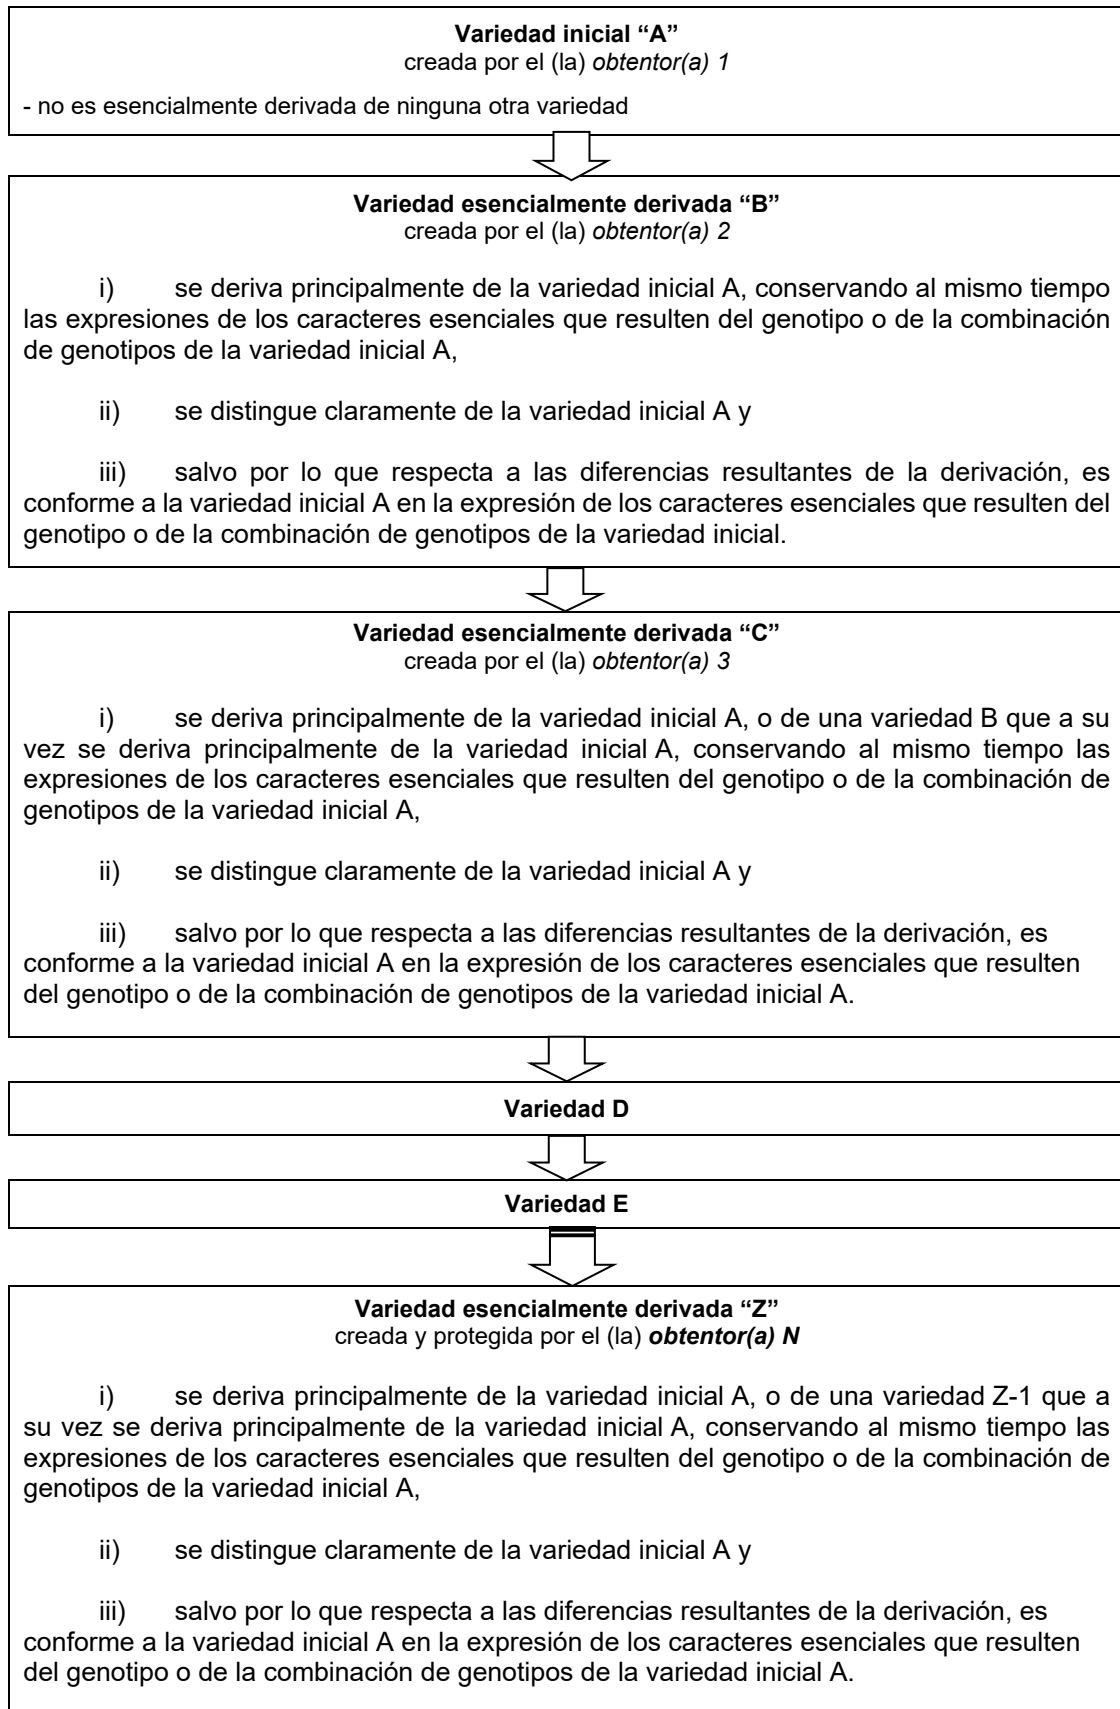 Variedad inicial “A”
creada por el (la) obtentor(a) 1
- no es esencialmente derivada de ninguna otra variedad
Variedad esencialmente derivada “B”
creada por el (la) obtentor(a) 2
i) se deriva principalmente de la variedad inicial A, conservando al mismo tiempo
las expresiones de los caracteres esenciales que resulten del genotipo o de la combinación
de genotipos de la variedad inicial A,
ii) se distingue claramente de la variedad inicial A y
iii) salvo por lo que respecta a las diferencias resultantes de la derivación, es
conforme a la variedad inicial A en la expresión de los caracteres esenciales que resulten del
genotipo o de la combinación de genotipos de la variedad inicial.
Variedad esencialmente derivada “C”
creada por el (la) obtentor(a) 3
i) se deriva principalmente de la variedad inicial A, o de una variedad B que a su
vez se deriva principalmente de la variedad inicial A, conservando al mismo tiempo las
expresiones de los caracteres esenciales que resulten del genotipo o de la combinación de
genotipos de la variedad inicial A,
ii) se distingue claramente de la variedad inicial A y
iii) salvo por lo que respecta a las diferencias resultantes de la derivación, es
conforme a la variedad inicial A en la expresión de los caracteres esenciales que resulten
del genotipo o de la combinación de genotipos de la variedad inicial A.
Variedad D
Variedad E
Variedad esencialmente derivada “Z”
creada y protegida por el (la) obtentor(a) N
i) se deriva principalmente de la variedad inicial A, o de una variedad Z-1 que a
su vez se deriva principalmente de la variedad inicial A, conservando al mismo tiempo las
expresiones de los caracteres esenciales que resulten del genotipo o de la combinación de
genotipos de la variedad inicial A,
ii) se distingue claramente de la variedad inicial A y
iii) salvo por lo que respecta a las diferencias resultantes de la derivación, es
conforme a la variedad inicial A en la expresión de los caracteres esenciales que resulten
del genotipo o de la combinación de genotipos de la variedad inicial A.